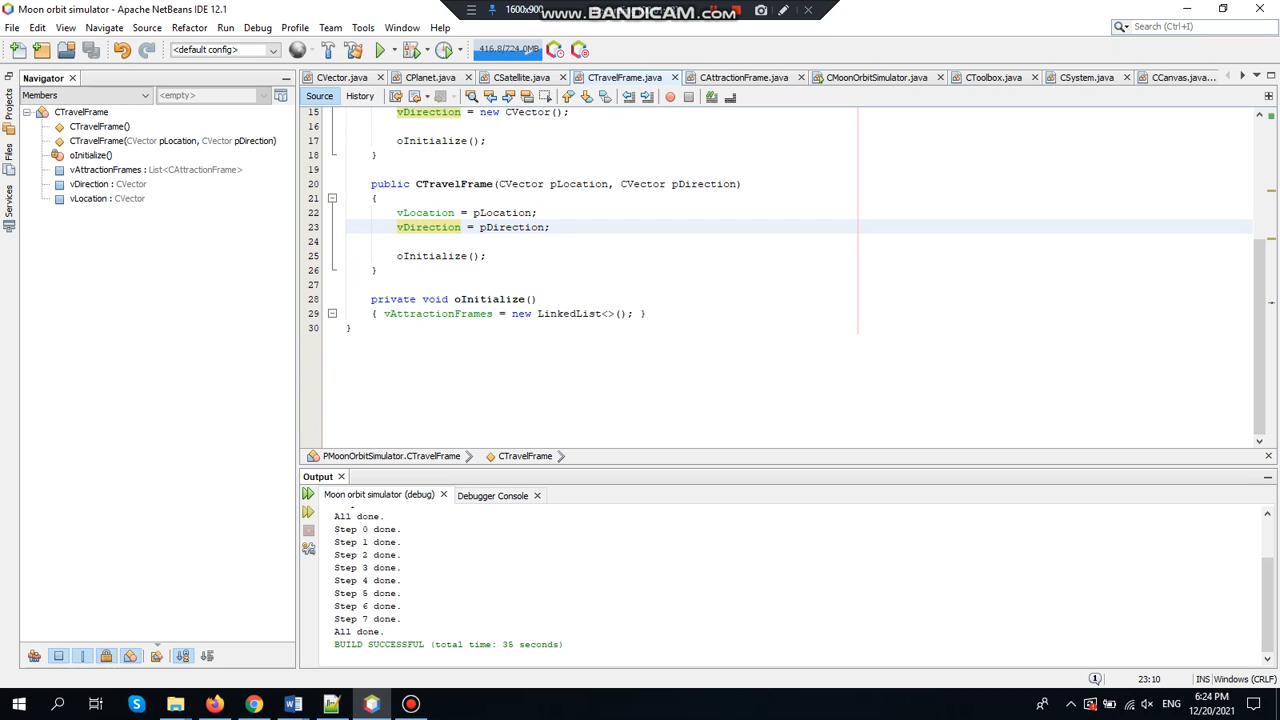 Moon orbit simulator - Apache NetBeans IDE 12.1
1600x900
www.BANDICAM.com
File Edit View Navigate Source Refactor Run Debug Profile Team Tools Window Help
Search (Ctrl+I)
<default config>
416.8/724.0MB
Navigator
CVector.java CPlanet.java CSatellite.java CTravelFrame.java CAttractionFrame.java CMoonOrbitSimulator.java CToolbox.java CSystem.java CCanvas.java...
Members <empty>
Source History
Projects
Files
Services
CTravelFrame
CTravelFrame()
CTravelFrame(CVector pLocation, CVector pDirection)
oInitialize()
vAttractionFrames : List<CAttractionFrame>
vDirection : CVector
vLocation : CVector
15 vDirection = new CVector();
16
17 oInitialize();
18 }
19
20 public CTravelFrame(CVector pLocation, CVector pDirection)
21 {
22 vLocation = pLocation;
23 vDirection = pDirection;
24
25 oInitialize();
26 }
27
28 private void oInitialize()
29 { vAttractionFrames = new LinkedList<>(); }
30 }
PMoonOrbitSimulator.CTravelFrame CTravelFrame
Output
Moon orbit simulator (debug) Debugger Console
All done.
Step 0 done.
Step 1 done.
Step 2 done.
Step 3 done.
Step 4 done.
Step 5 done.
Step 6 done.
Step 7 done.
All done.
BUILD SUCCESSFUL (total time: 35 seconds)
1 23:10 INS Windows (CRLF)
ENG
6:24 PM
12/20/2021